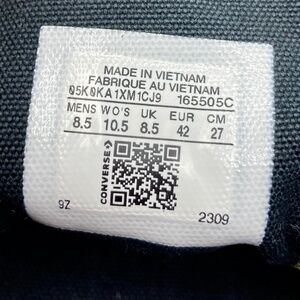 MADE IN VIETNAM
FABRIQUE AU VIETNAM
05K0KA1XM1CJ9 165505C
MENS WO'S UK EUR CM
8.5 10.5 8.5 42 27
CONVERSE
9Z 2309